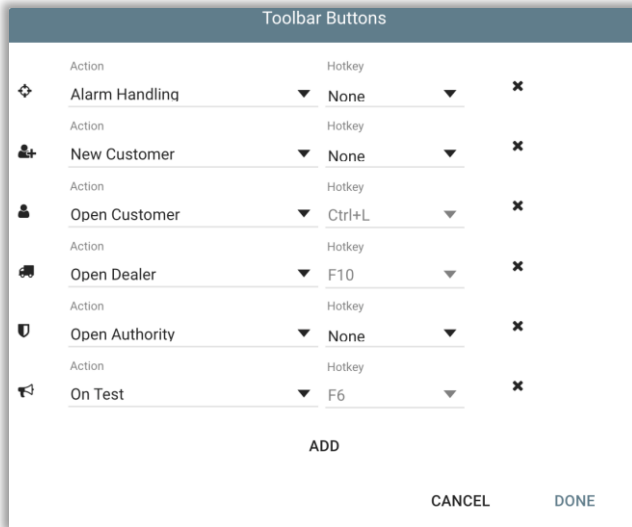 Toolbar Buttons
Action Hotkey
Alarm Handling None
Action Hotkey
New Customer None
Action Hotkey
Open Customer Ctrl+L
Action Hotkey
Open Dealer F10
Action Hotkey
Open Authority None
Action Hotkey
On Test F6
ADD
CANCEL DONE